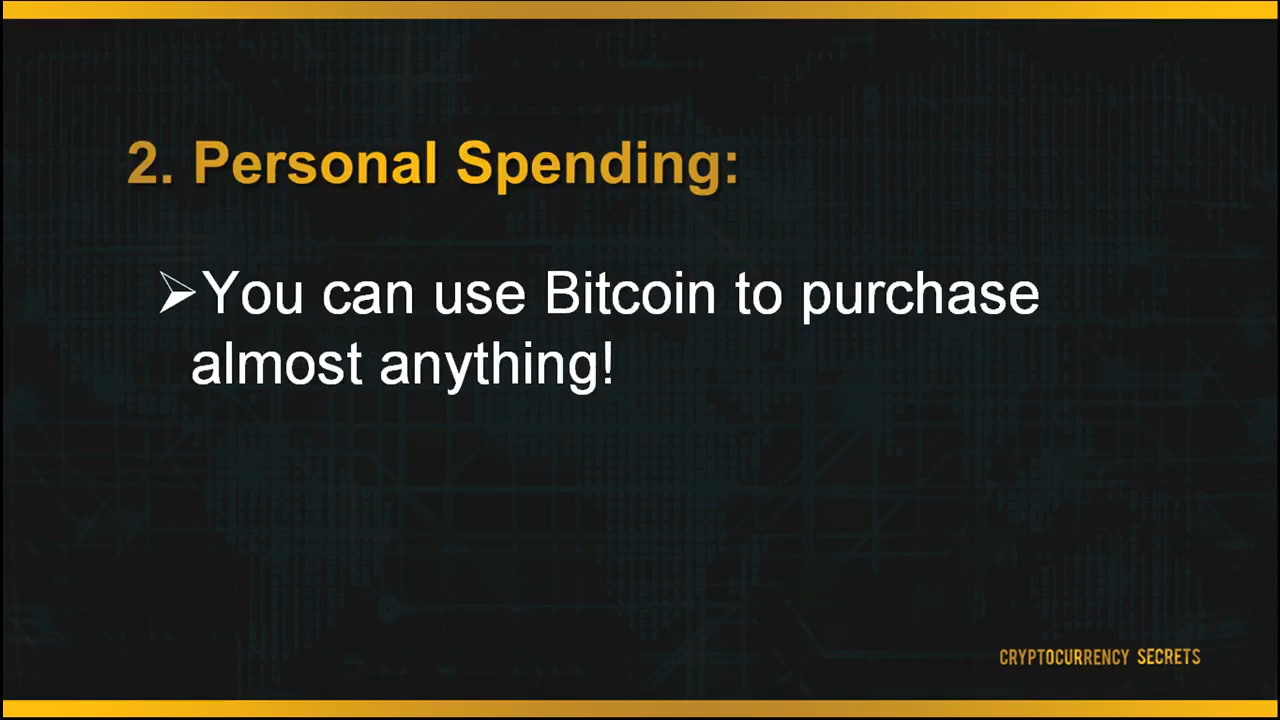 2. Personal Spending:
➢You can use Bitcoin to purchase
almost anything!
CRYPTOCURRENCY SECRETS